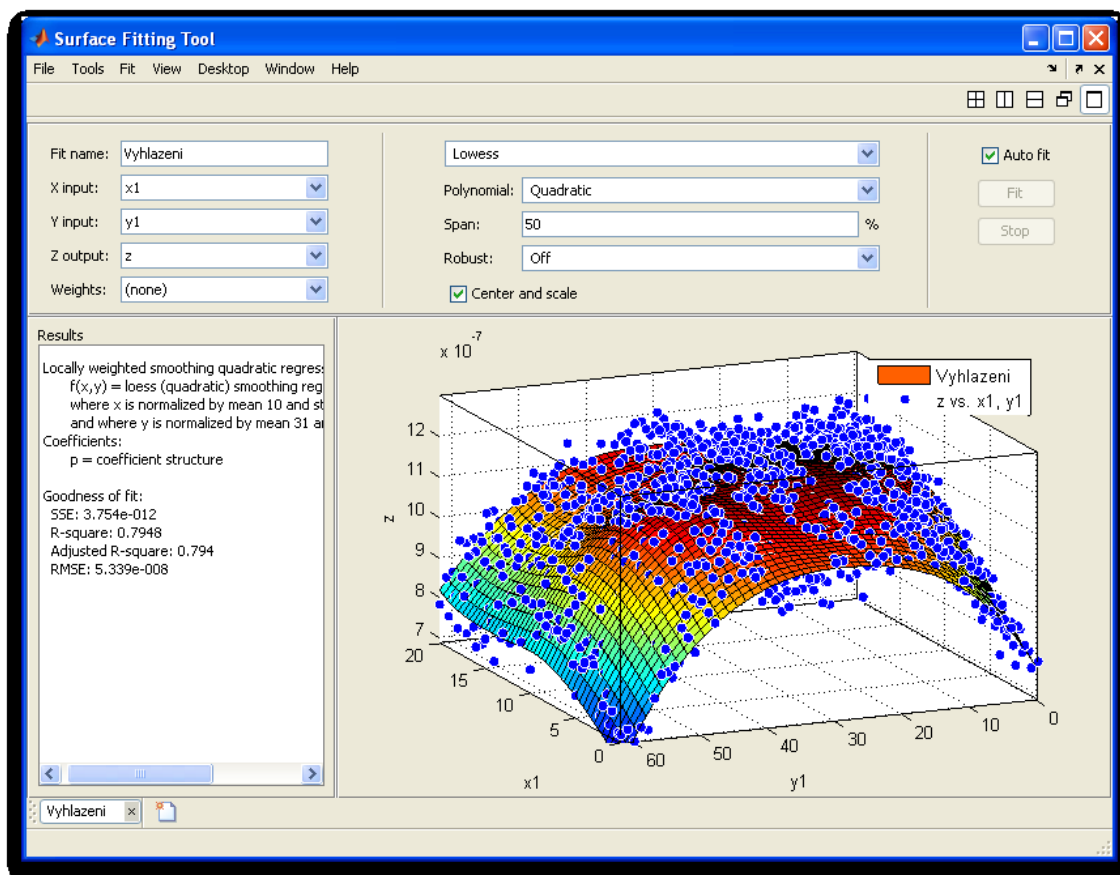 Surface Fitting Tool
File Tools Fit View Desktop Window Help
Fit name: Vyhlazeni
X input: x1
Y input: y1
Z output: z
Weights: (none)
Lowess
Polynomial: Quadratic
Span: 50 %
Robust: Off
Center and scale
Auto fit
Fit
Stop
Results
Locally weighted smoothing quadratic regres
f(x,y) = loess (quadratic) smoothing reg
where x is normalized by mean 10 and st
and where y is normalized by mean 31 a
Coefficients:
p = coefficient structure
Goodness of fit:
SSE: 3.754e-012
R-square: 0.7948
Adjusted R-square: 0.794
RMSE: 5.339e-008
x 10^-7
Vyhlazeni
z vs. x1, y1
12
11
10
9
8
7
z
20
15
10
5
0
x1
60
50
40
30
20
10
0
y1
Vyhlazeni